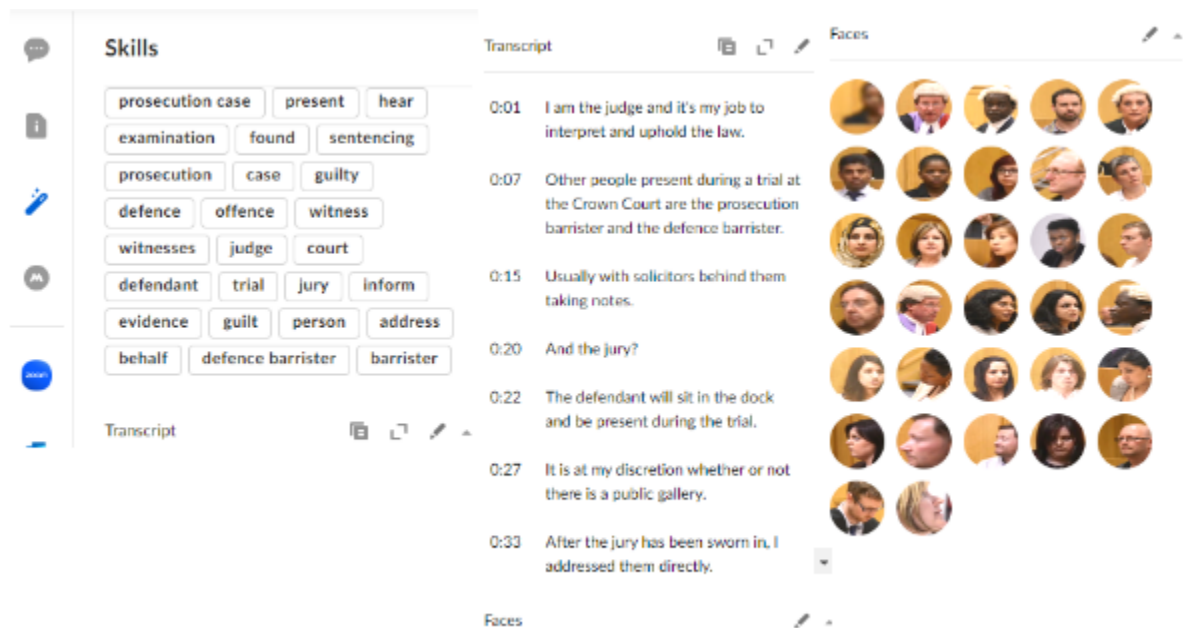 Skills
prosecution case present hear
examination found sentencing
prosecution case guilty
defence offence witness
witnesses judge court
defendant trial jury inform
evidence guilt person address
behalf defence barrister barrister
zoom
Transcript
Transcript
0:01 I am the judge and it's my job to
interpret and uphold the law.
0:07 Other people present during a trial at
the Crown Court are the prosecution
barrister and the defence barrister.
0:15 Usually with solicitors behind them
taking notes.
0:20 And the jury?
0:22 The defendant will sit in the dock
and be present during the trial.
0:27 It is at my discretion whether or not
there is a public gallery.
0:33 After the jury has been sworn in, I
addressed them directly.
Faces
Faces